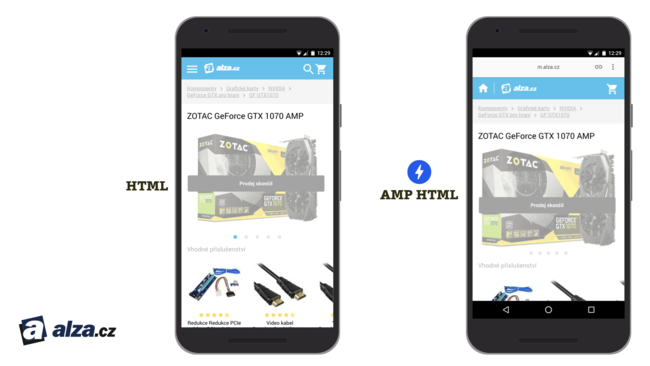 12:29
alza.cz
Komponenty > Grafické karty > NVIDIA >
GeForce GTX pro hraní > GF GTX1070
ZOTAC GeForce GTX 1070 AMP
ZOTAC
ZOTAC
GEFORCE
GTX 1070
Prodej skončil
Vhodné příslušenství
Redukce Redukce PCIe
Video kabel
HTML
AMP HTML
12:29
m.alza.cz
alza.cz
Komponenty > Grafické karty > NVIDIA >
GeForce GTX pro hraní > GF GTX1070
ZOTAC GeForce GTX 1070 AMP
ZOTAC
ZOTAC
GEFORCE
GTX 1070
Prodej skončil
Vhodné příslušenství
a alza.cz